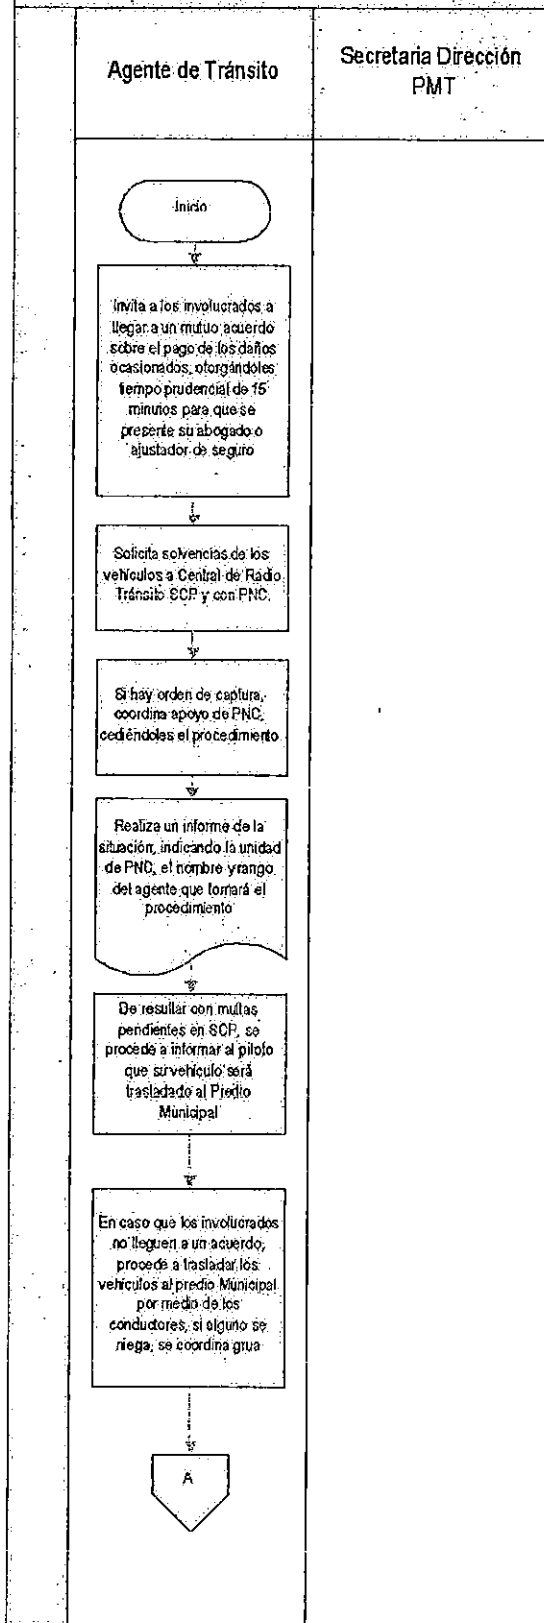 Agente de Tránsito
Secretaria Dirección
PMT
Inicio
Invita a los involucrados a
llegar a un mutuo acuerdo
sobre el pago de los daños
ocasionados, otorgándoles
tiempo prudencial de 15
minutos para que se
presente su abogado o
ajustador de seguro
Solicita solvencias de los
vehículos a Central de Radio
Tránsito SCP y con PNC.
Si hay orden de captura,
coordina apoyo de PNC,
cediéndoles el procedimiento
Realiza un informe de la
situación, indicando la unidad
de PNC, el nombre y rango
del agente que tomará el
procedimiento
De resultar con multas
pendientes en SCP, se
procede a informar al piloto
que su vehículo será
trasladado al Predio
Municipal
En caso que los involucrados
no lleguen a un acuerdo,
procede a trasladar los
vehículos al predio Municipal
por medio de los
conductores, si alguno se
niega, se coordina grua
A